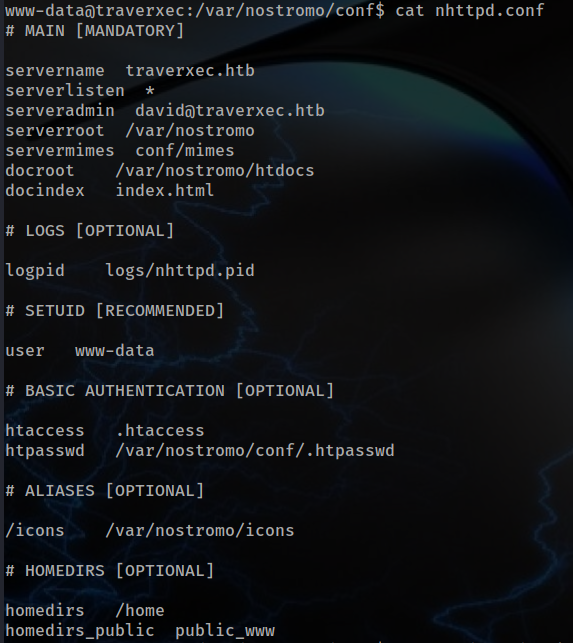 www-data@traverxec:/var/nostromo/conf$ cat nhttpd.conf
# MAIN [MANDATORY]
servername  traverxec.htb
serverlisten  *
serveradmin  david@traverxec.htb
serverroot  /var/nostromo
servermimes  conf/mimes
docroot    /var/nostromo/htdocs
docindex   index.html
# LOGS [OPTIONAL]
logpid    logs/nhttpd.pid
# SETUID [RECOMMENDED]
user   www-data
# BASIC AUTHENTICATION [OPTIONAL]
htaccess   .htaccess
htpasswd   /var/nostromo/conf/.htpasswd
# ALIASES [OPTIONAL]
/icons    /var/nostromo/icons
# HOMEDIRS [OPTIONAL]
homedirs   /home
homedirs_public  public_www